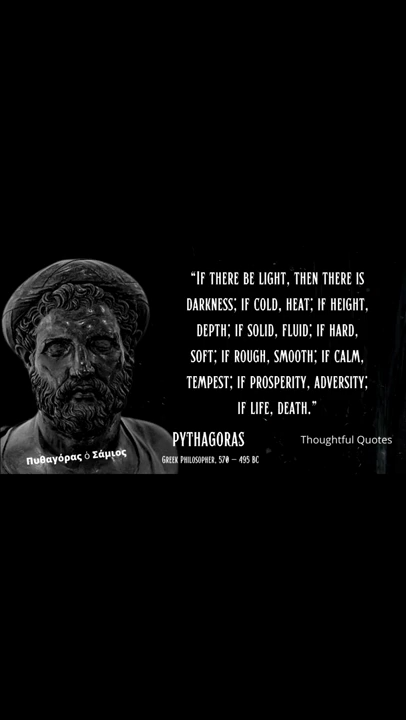 “If there be light, then there is
darkness; if cold, heat; if height,
depth; if solid, fluid; if hard,
soft; if rough, smooth; if calm,
tempest; if prosperity, adversity;
if life, death.”
PYTHAGORAS
Thoughtful Quotes
Greek Philosopher, 570 – 495 BC
Πυθαγόρας ὁ Σάμιος